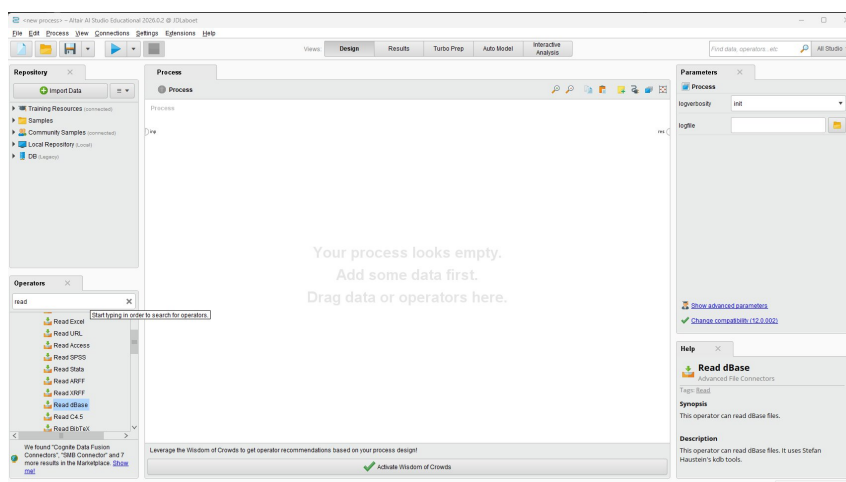 <new process> – Altair AI Studio Educational 2026.0.2 @ JDLaboet
File Edit Process View Connections Settings Extensions Help
Views: Design Results Turbo Prep Auto Model Interactive Analysis
Find data, operators...etc All Studio
Repository
Import Data
Training Resources (connected)
Samples
Community Samples (connected)
Local Repository (Local)
DB (Legacy)
Operators
read
Start typing in order to search for operators.
Read Excel
Read URL
Read Access
Read SPSS
Read Stata
Read ARFF
Read XRFF
Read dBase
Read C4.5
Read BibTeX
We found "Cognite Data Fusion
Connectors", "SMB Connector" and 7
more results in the Marketplace. Show
me!
Process
Process
Process
inp
res
Your process looks empty.
Add some data first.
Drag data or operators here.
Leverage the Wisdom of Crowds to get operator recommendations based on your process design!
Activate Wisdom of Crowds
Parameters
Process
logverbosity init
logfile
Show advanced parameters
Change compatibility (12.0.002)
Help
Read dBase
Advanced File Connectors
Tags: Read
Synopsis
This operator can read dBase files.
Description
This operator can read dBase files. It uses Stefan
Haustein's kdb tools.